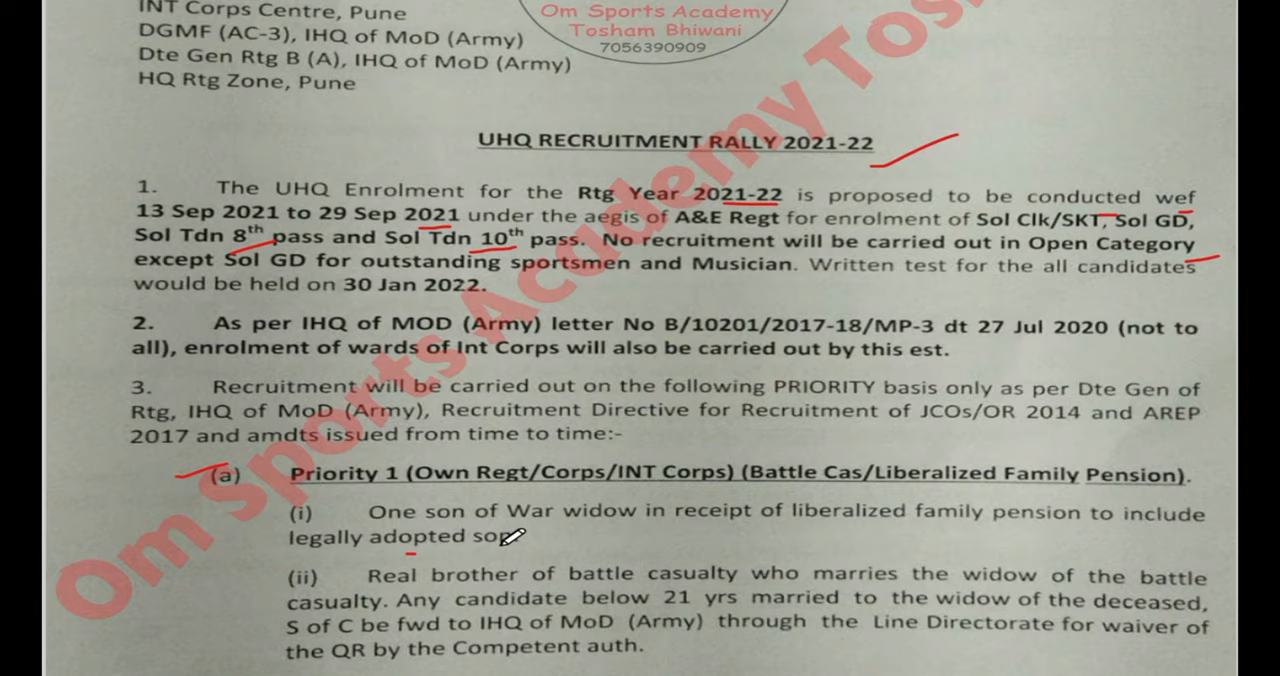 INT Corps Centre, Pune
DGMF (AC-3), IHQ of MoD (Army)
Dte Gen Rtg B (A), IHQ of MoD (Army)
HQ Rtg Zone, Pune
Om Sports Academy
Tosham Bhiwani
7056390909
UHQ RECRUITMENT RALLY 2021-22
1. The UHQ Enrolment for the Rtg Year 2021-22 is proposed to be conducted wef
13 Sep 2021 to 29 Sep 2021 under the aegis of A&E Regt for enrolment of Sol Clk/SKT, Sol GD,
Sol Tdn 8th pass and Sol Tdn 10th pass. No recruitment will be carried out in Open Category
except Sol GD for outstanding sportsmen and Musician. Written test for the all candidates
would be held on 30 Jan 2022.
2. As per IHQ of MOD (Army) letter No B/10201/2017-18/MP-3 dt 27 Jul 2020 (not to
all), enrolment of wards of Int Corps will also be carried out by this est.
3. Recruitment will be carried out on the following PRIORITY basis only as per Dte Gen of
Rtg, IHQ of MoD (Army), Recruitment Directive for Recruitment of JCOs/OR 2014 and AREP
2017 and amdts issued from time to time:-
(a) Priority 1 (Own Regt/Corps/INT Corps) (Battle Cas/Liberalized Family Pension).
(i) One son of War widow in receipt of liberalized family pension to include
legally adopted son
(ii) Real brother of battle casualty who marries the widow of the battle
casualty. Any candidate below 21 yrs married to the widow of the deceased,
S of C be fwd to IHQ of MoD (Army) through the Line Directorate for waiver of
the QR by the Competent auth.
Om Sports Academy Tosh